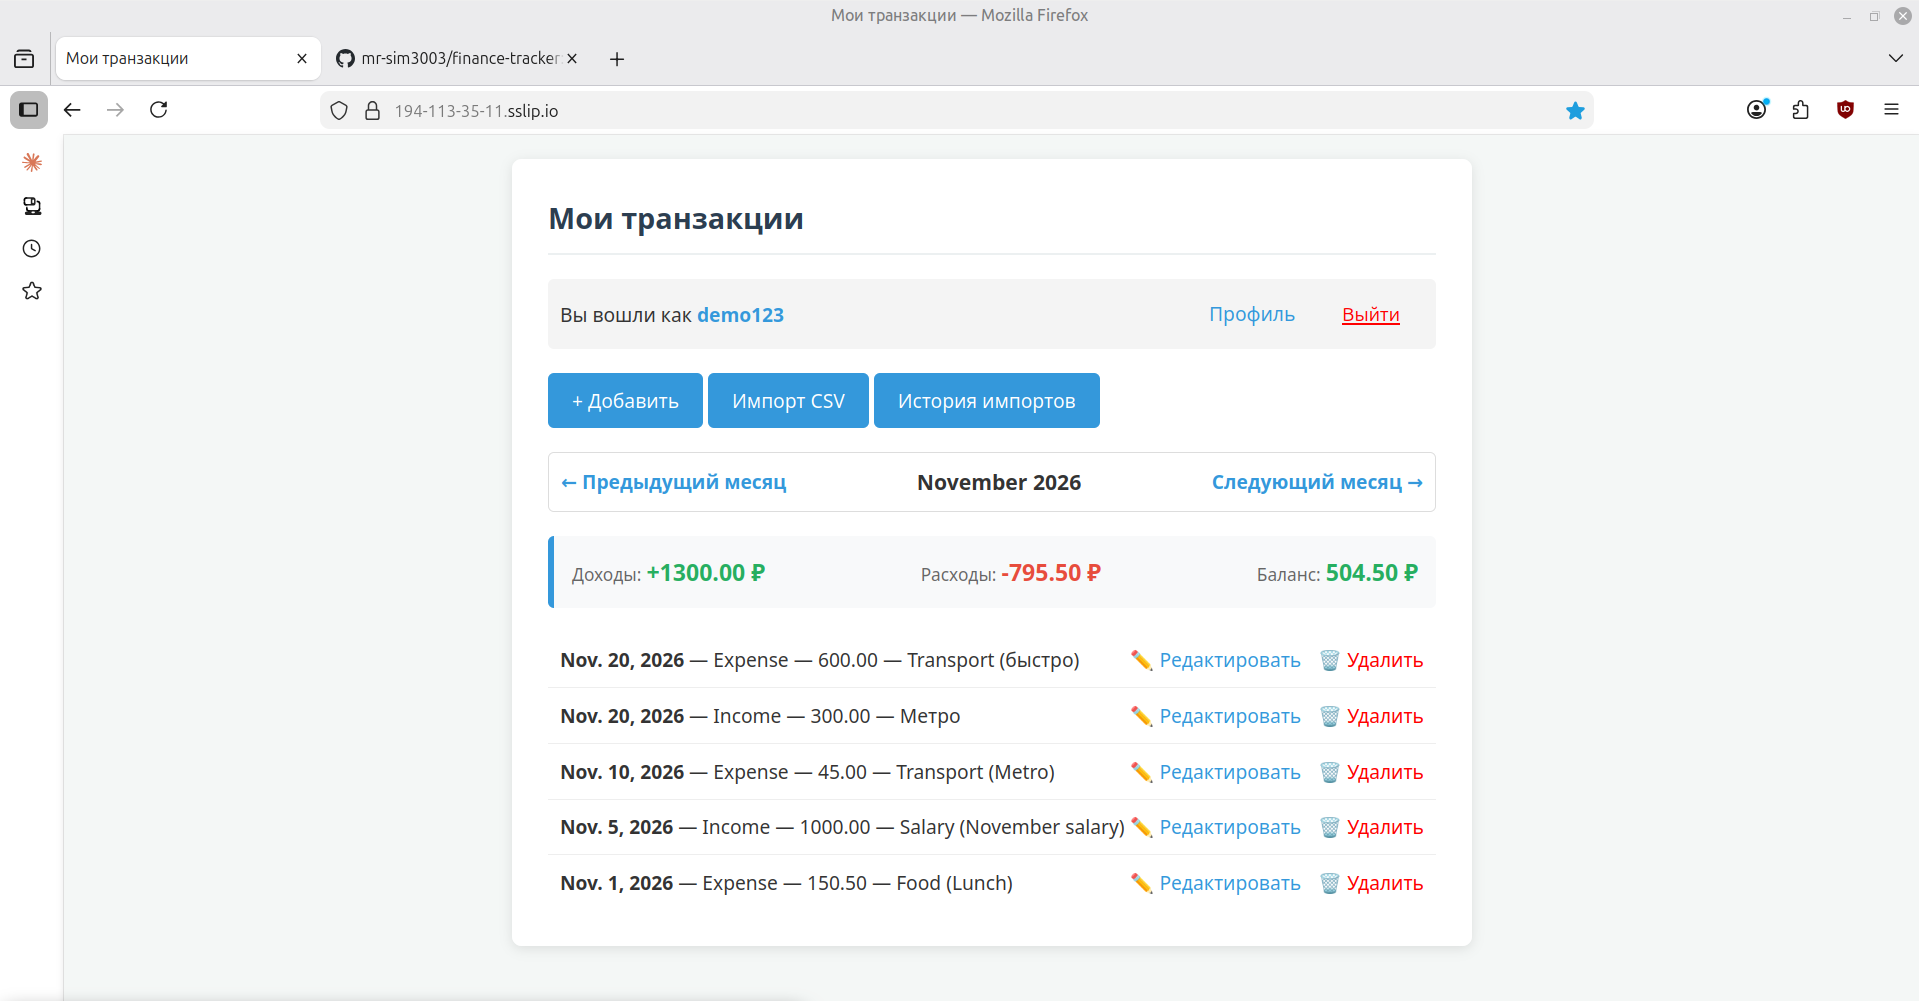 Мои транзакции — Mozilla Firefox
Мои транзакции
mr-sim3003/finance-tracker
194-113-35-11.sslip.io
Мои транзакции
Вы вошли как demo123 Профиль Выйти
+ Добавить Импорт CSV История импортов
← Предыдущий месяц November 2026 Следующий месяц →
Доходы: +1300.00 ₽ Расходы: -795.50 ₽ Баланс: 504.50 ₽
Nov. 20, 2026 — Expense — 600.00 — Transport (быстро) ✏️ Редактировать 🗑️ Удалить
Nov. 20, 2026 — Income — 300.00 — Метро ✏️ Редактировать 🗑️ Удалить
Nov. 10, 2026 — Expense — 45.00 — Transport (Metro) ✏️ Редактировать 🗑️ Удалить
Nov. 5, 2026 — Income — 1000.00 — Salary (November salary) ✏️ Редактировать 🗑️ Удалить
Nov. 1, 2026 — Expense — 150.50 — Food (Lunch) ✏️ Редактировать 🗑️ Удалить